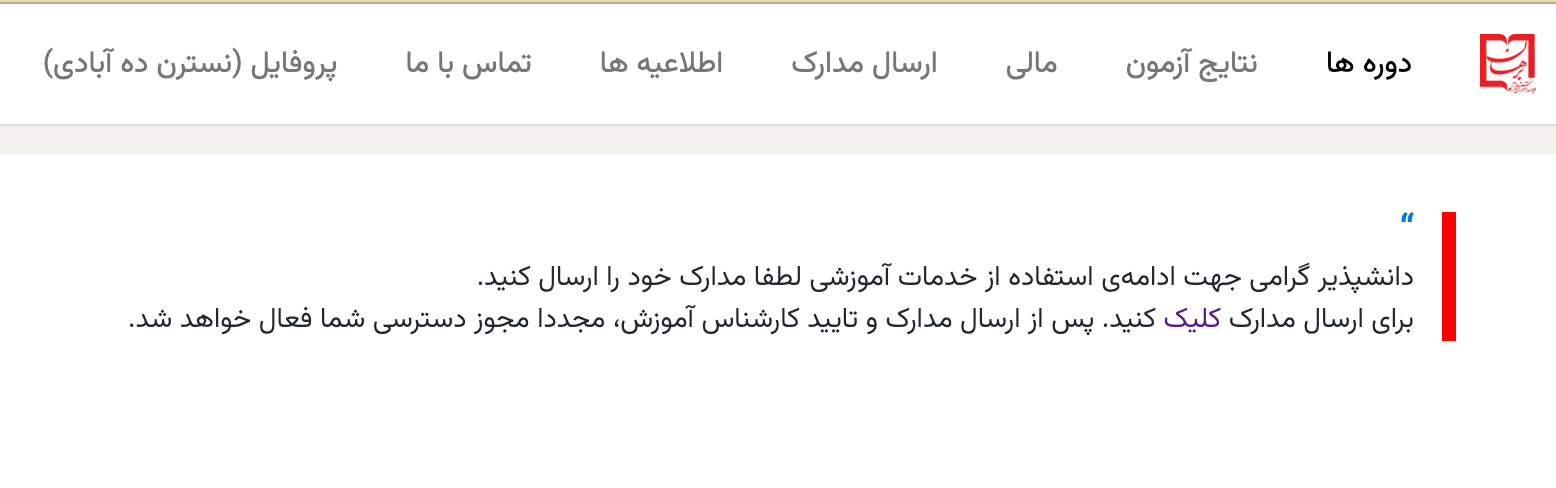 دوره ها
نتایج آزمون
مالی
ارسال مدارک
اطلاعیه ها
تماس با ما
پروفایل (نسترن ده آبادی)
“
دانشپذیر گرامی جهت ادامه‌ی استفاده از خدمات آموزشی لطفا مدارک خود را ارسال کنید.
برای ارسال مدارک کلیک کنید. پس از ارسال مدارک و تایید کارشناس آموزش، مجددا مجوز دسترسی شما فعال خواهد شد.